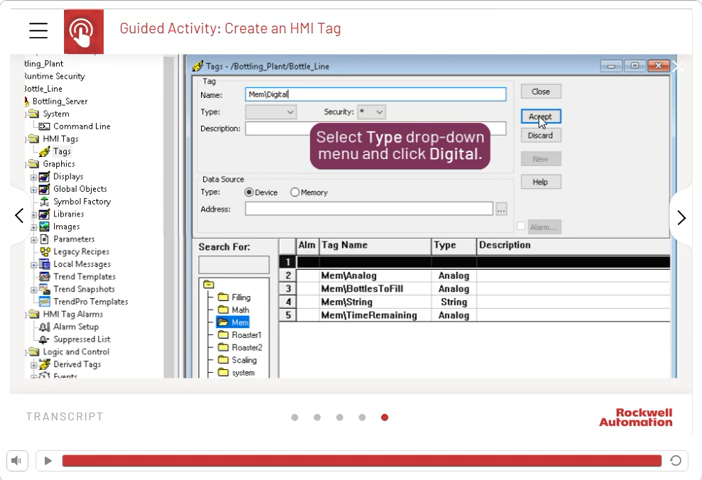 Guided Activity: Create an HMI Tag
tling_Plant
Runtime Security
Bottle_Line
Bottling_Server
System
Command Line
HMI Tags
Tags
Graphics
Displays
Global Objects
Symbol Factory
Libraries
Images
Parameters
Legacy Recipes
Local Messages
Trend Templates
Trend Snapshots
TrendPro Templates
HMI Tag Alarms
Alarm Setup
Suppressed List
Logic and Control
Derived Tags
Events
Tags - /Bottling_Plant/Bottle_Line
Tag
Name: Mem\Digital
Type: Security: *
Description:
Close
Accept
Discard
New
Help
Alarm...
Select Type drop-down
menu and click Digital.
Data Source
Type: Device Memory
Address: ...
Search For:
Filling
Math
Mem
Roaster1
Roaster2
Scaling
system
Alm Tag Name Type Description
1
2 Mem\Analog Analog
3 Mem\BottlesToFill Analog
4 Mem\String String
5 Mem\TimeRemaining Analog
TRANSCRIPT
Rockwell
Automation